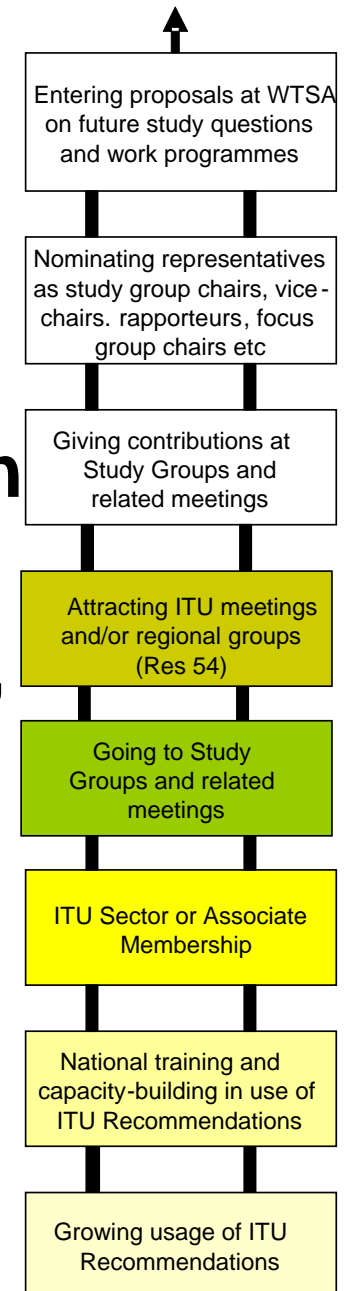 Entering proposals at WTSA
on future study questions
and work programmes
Nominating representatives
as study group chairs, vice-
chairs. rapporteurs, focus
group chairs etc
n
Giving contributions at
Study Groups and
related meetings
Attracting ITU meetings
and/or regional groups
(Res 54)
,
Going to Study
Groups and related
meetings
ITU Sector or Associate
Membership
National training and
capacity-building in use of
ITU Recommendations
Growing usage of ITU
Recommendations